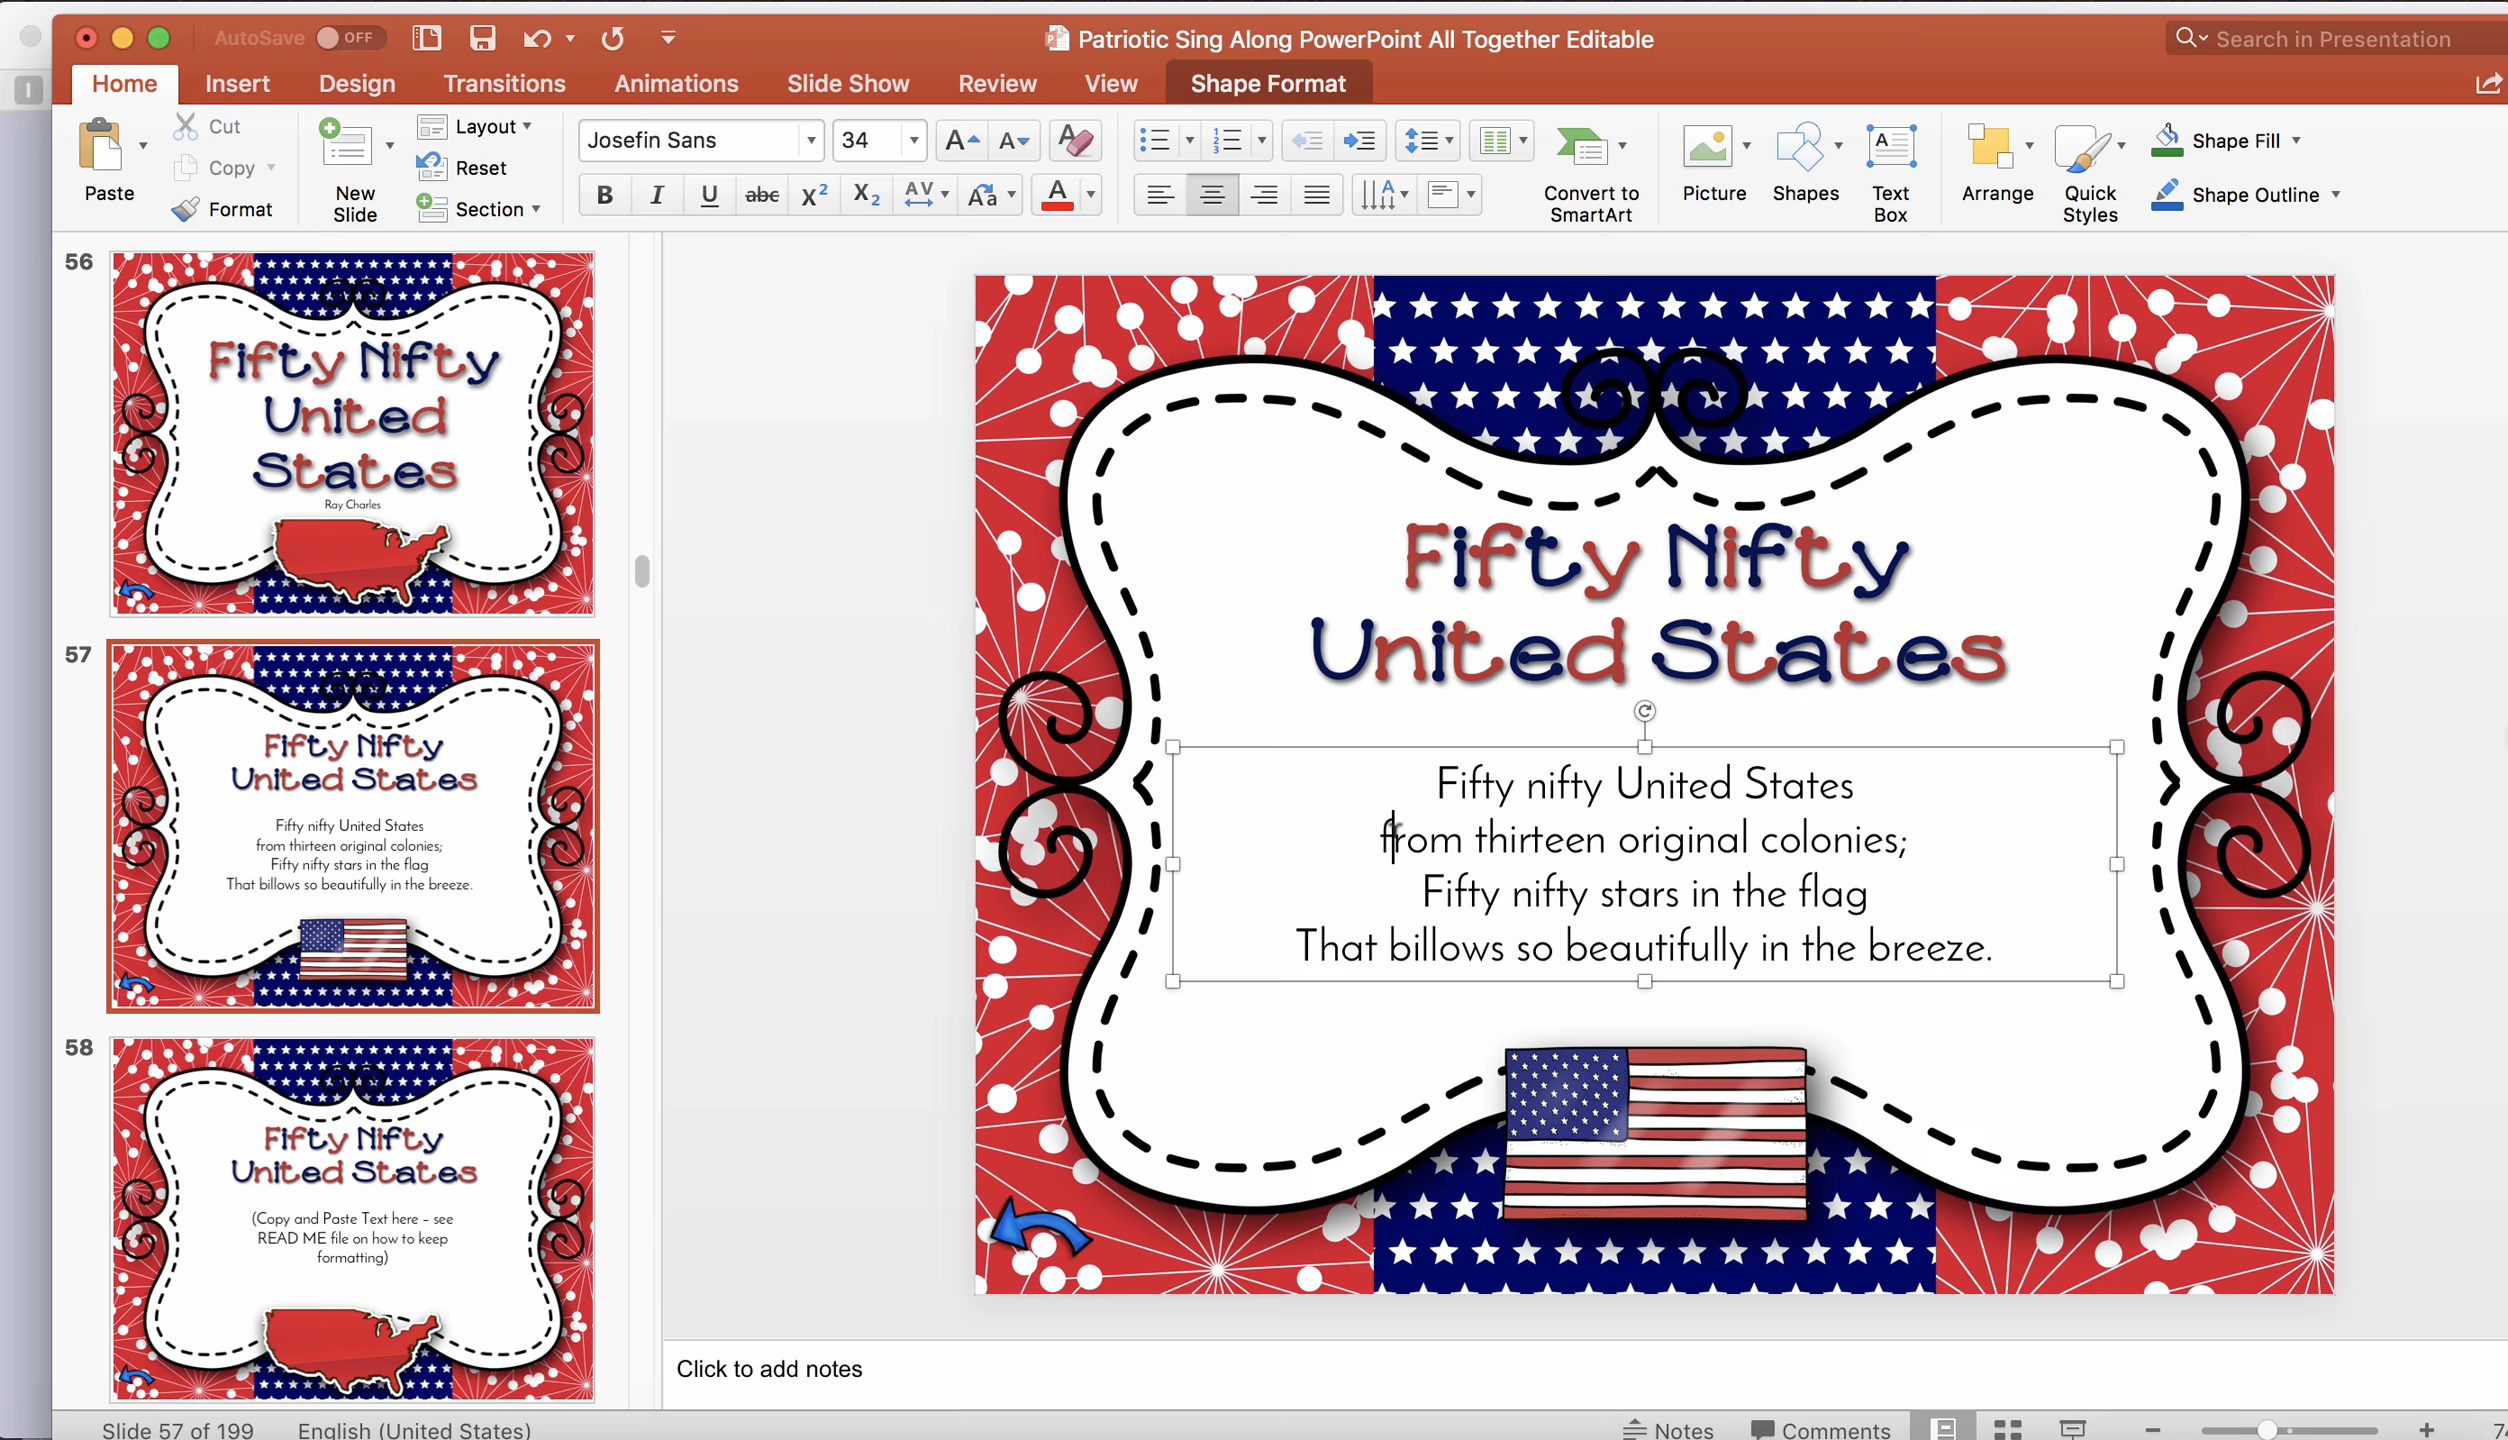 AutoSave OFF
Patriotic Sing Along PowerPoint All Together Editable
Search in Presentation
Home Insert Design Transitions Animations Slide Show Review View Shape Format
Paste
Cut
Copy
Format
New
Slide
Layout
Reset
Section
Josefin Sans 34
Convert to
SmartArt
Picture
Shapes
Text
Box
Arrange
Quick
Styles
Shape Fill
Shape Outline
56
Fifty Nifty
United
States
Ray Charles
57
Fifty Nifty
United States
Fifty nifty United States
from thirteen original colonies;
Fifty nifty stars in the flag
That billows so beautifully in the breeze.
58
Fifty Nifty
United States
(Copy and Paste Text here – see
READ ME file on how to keep
formatting)
Fifty Nifty
United States
Fifty nifty United States
from thirteen original colonies;
Fifty nifty stars in the flag
That billows so beautifully in the breeze.
Click to add notes
Slide 57 of 199 English (United States) Notes Comments